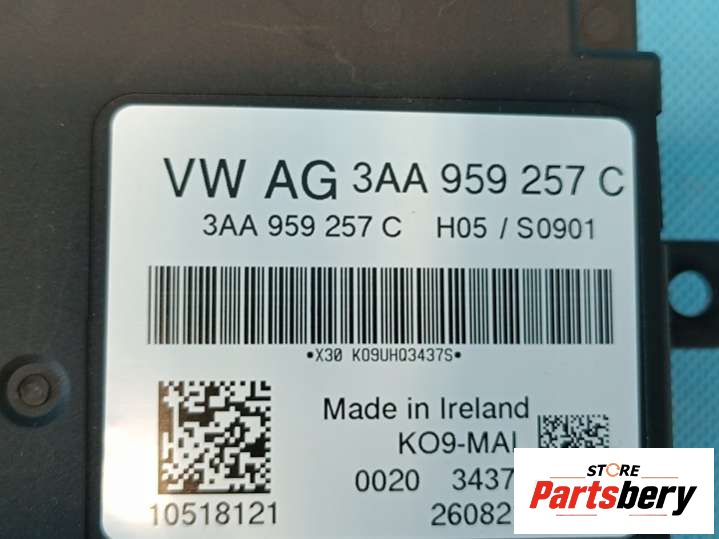 VW AG 3AA 959 257 C
3AA 959 257 C H05 / S0901
•X30 K09UH03437S•
Made in Ireland
KO9-MAI
0020 3437
10518121 26082
STORE
Partsbery